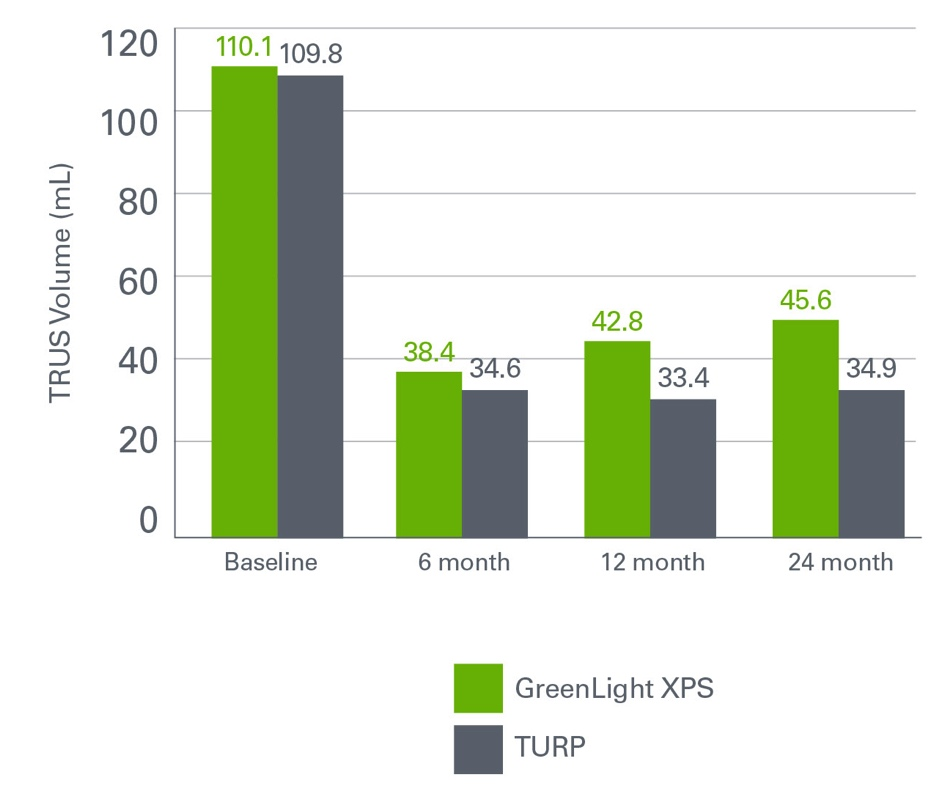 TRUS Volume (mL)
120
100
80
60
40
20
0
110.1
109.8
38.4
34.6
42.8
33.4
45.6
34.9
Baseline
6 month
12 month
24 month
GreenLight XPS
TURP